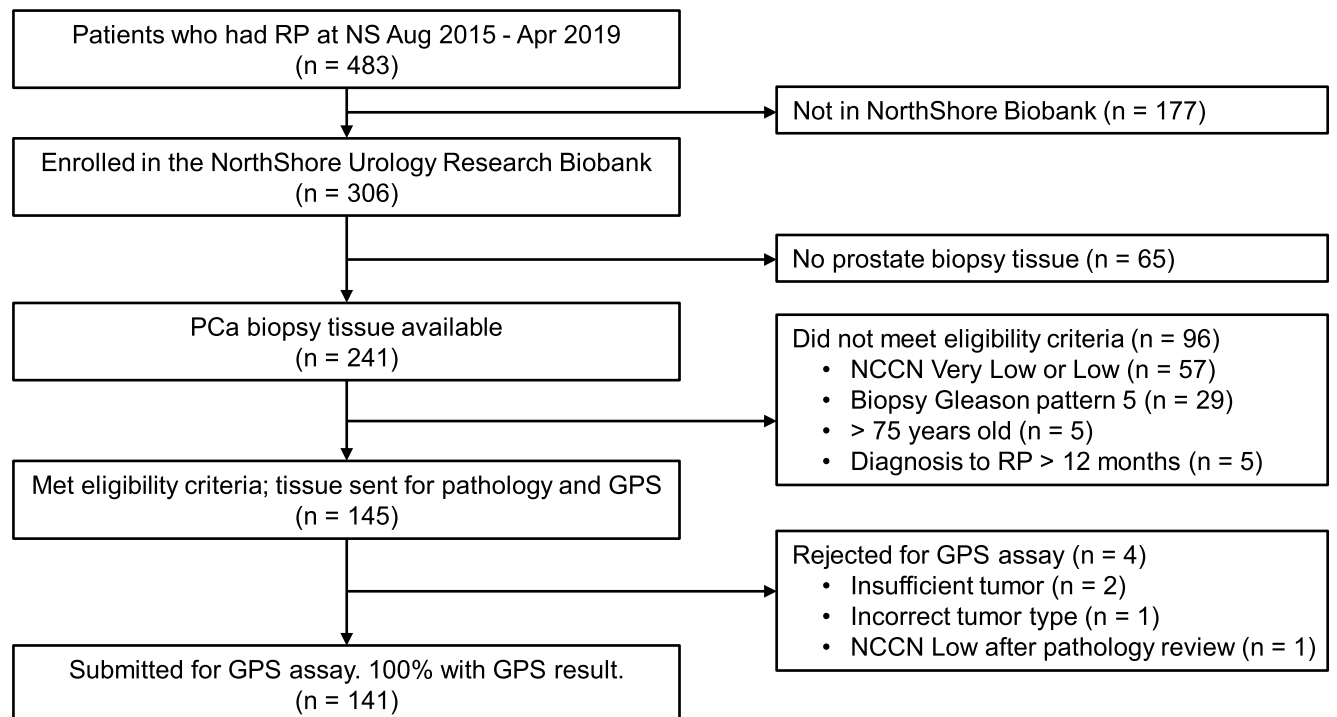 Patients who had RP at NS Aug 2015 - Apr 2019
(n = 483)
Not in NorthShore Biobank (n = 177)
Enrolled in the NorthShore Urology Research Biobank
(n = 306)
No prostate biopsy tissue (n = 65)
PCa biopsy tissue available
(n = 241)
Did not meet eligibility criteria (n = 96)
• NCCN Very Low or Low (n = 57)
• Biopsy Gleason pattern 5 (n = 29)
• > 75 years old (n = 5)
• Diagnosis to RP > 12 months (n = 5)
Met eligibility criteria; tissue sent for pathology and GPS
(n = 145)
Rejected for GPS assay (n = 4)
• Insufficient tumor (n = 2)
• Incorrect tumor type (n = 1)
• NCCN Low after pathology review (n = 1)
Submitted for GPS assay. 100% with GPS result.
(n = 141)